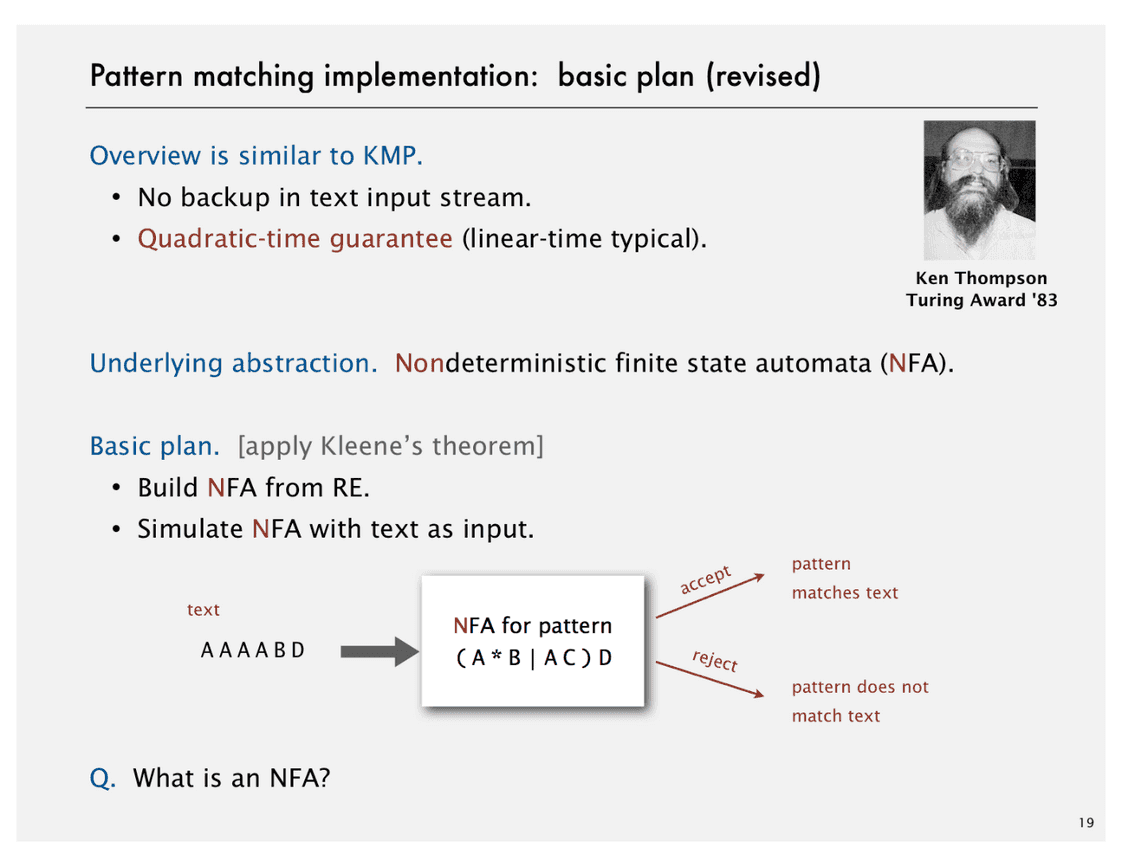 Pattern matching implementation: basic plan (revised)
Overview is similar to KMP.
• No backup in text input stream.
• Quadratic-time guarantee (linear-time typical).
Ken Thompson
Turing Award '83
Underlying abstraction. Nondeterministic finite state automata (NFA).
Basic plan. [apply Kleene’s theorem]
• Build NFA from RE.
• Simulate NFA with text as input.
text
A A A A B D
NFA for pattern
( A * B | A C ) D
accept
pattern
matches text
reject
pattern does not
match text
Q. What is an NFA?
19